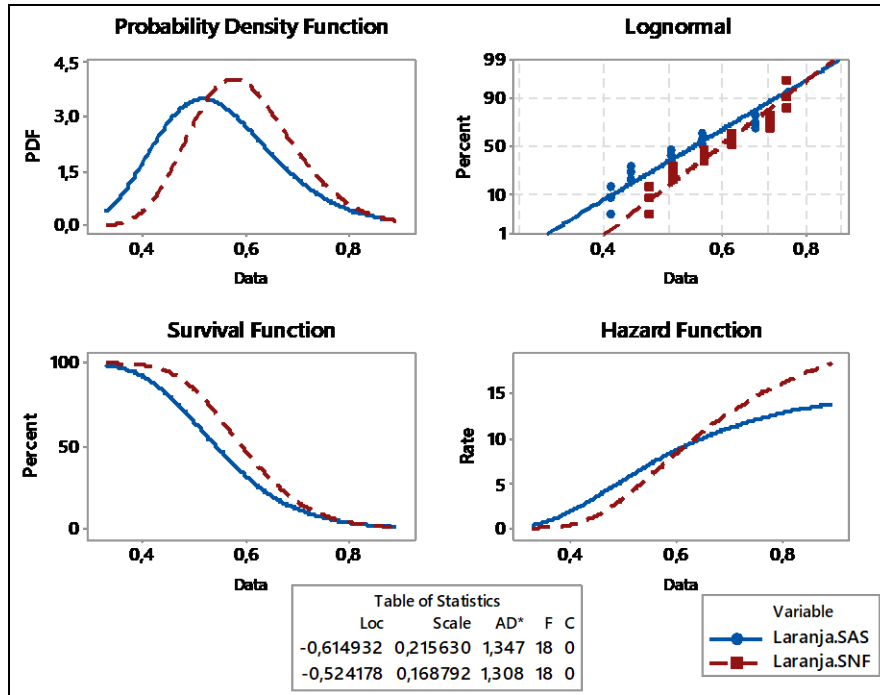 Probability Density Function
4,5
3,0
1,5
0,0
PDF
0,4 0,6 0,8
Data
Lognormal
99
90
50
10
1
Percent
0,4 0,6 0,8
Data
Survival Function
100
50
0
Percent
0,4 0,6 0,8
Data
Hazard Function
15
10
5
0
Rate
0,4 0,6 0,8
Data
Table of Statistics
Loc Scale AD* F C
-0,614932 0,215630 1,347 18 0
-0,524178 0,168792 1,308 18 0
Variable
Laranja.SAS
Laranja.SNF